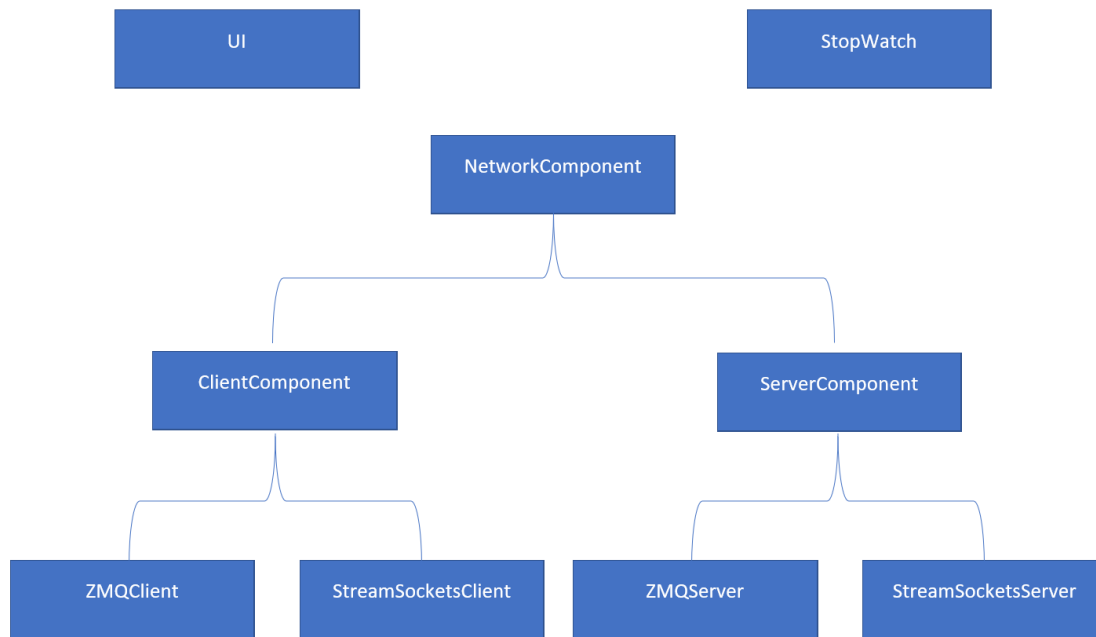 UI
StopWatch
NetworkComponent
ClientComponent
ServerComponent
ZMQClient
StreamSocketsClient
ZMQServer
StreamSocketsServer